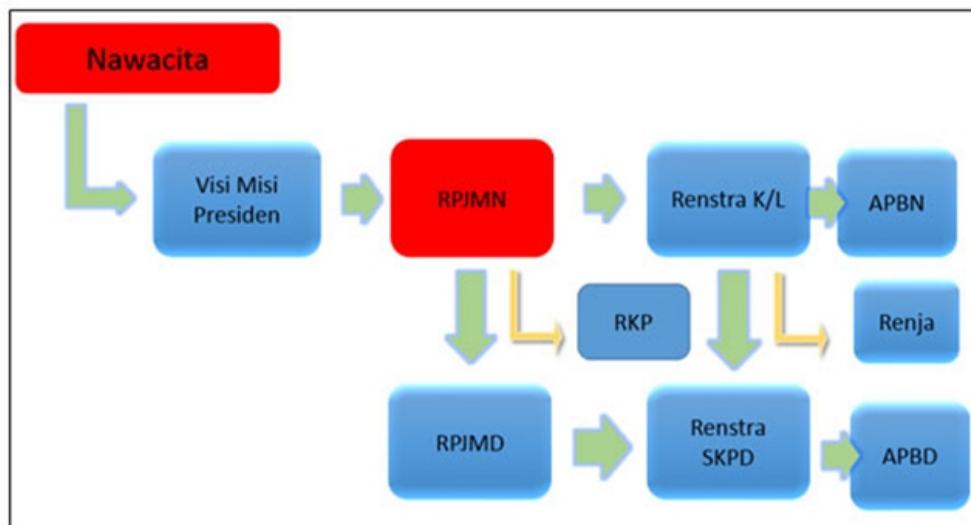 Nawacita
Visi Misi
Presiden
RPJMN
Renstra K/L
APBN
RKP
Renja
RPJMD
Renstra
SKPD
APBD